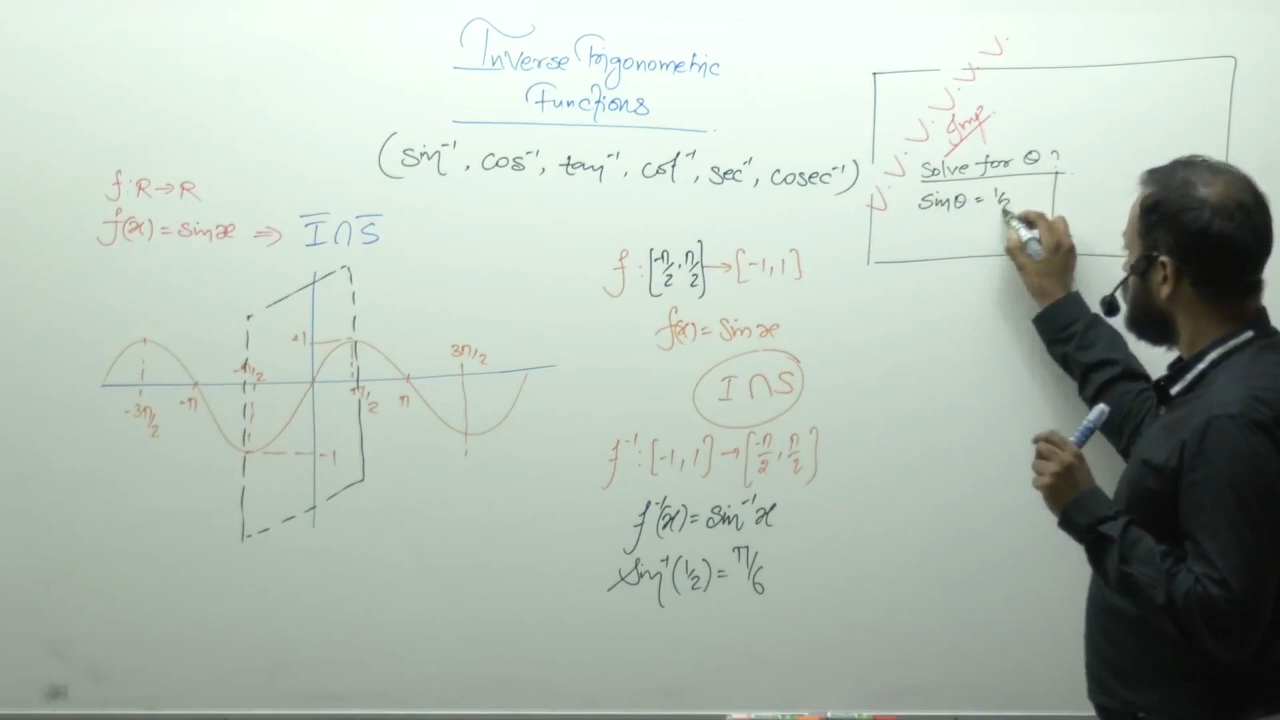 Inverse Trigonometric
Functions
(sin⁻¹, cos⁻¹, tan⁻¹, cot⁻¹, sec⁻¹, cosec⁻¹)
f: R→R
f(x) = sin x ⇒ I̅ ∩ S̅
+1
-3π/2
-π
-π/2
π/2
π
3π/2
-1
f: [-π/2, π/2] → [-1, 1]
f(x) = sin x
I ∩ S
f⁻¹: [-1, 1] → [-π/2, π/2]
f⁻¹(x) = sin⁻¹x
sin⁻¹(1/2) = π/6
V. V. V. V. V. V. Imp
Solve for θ?
sin θ = 1/2